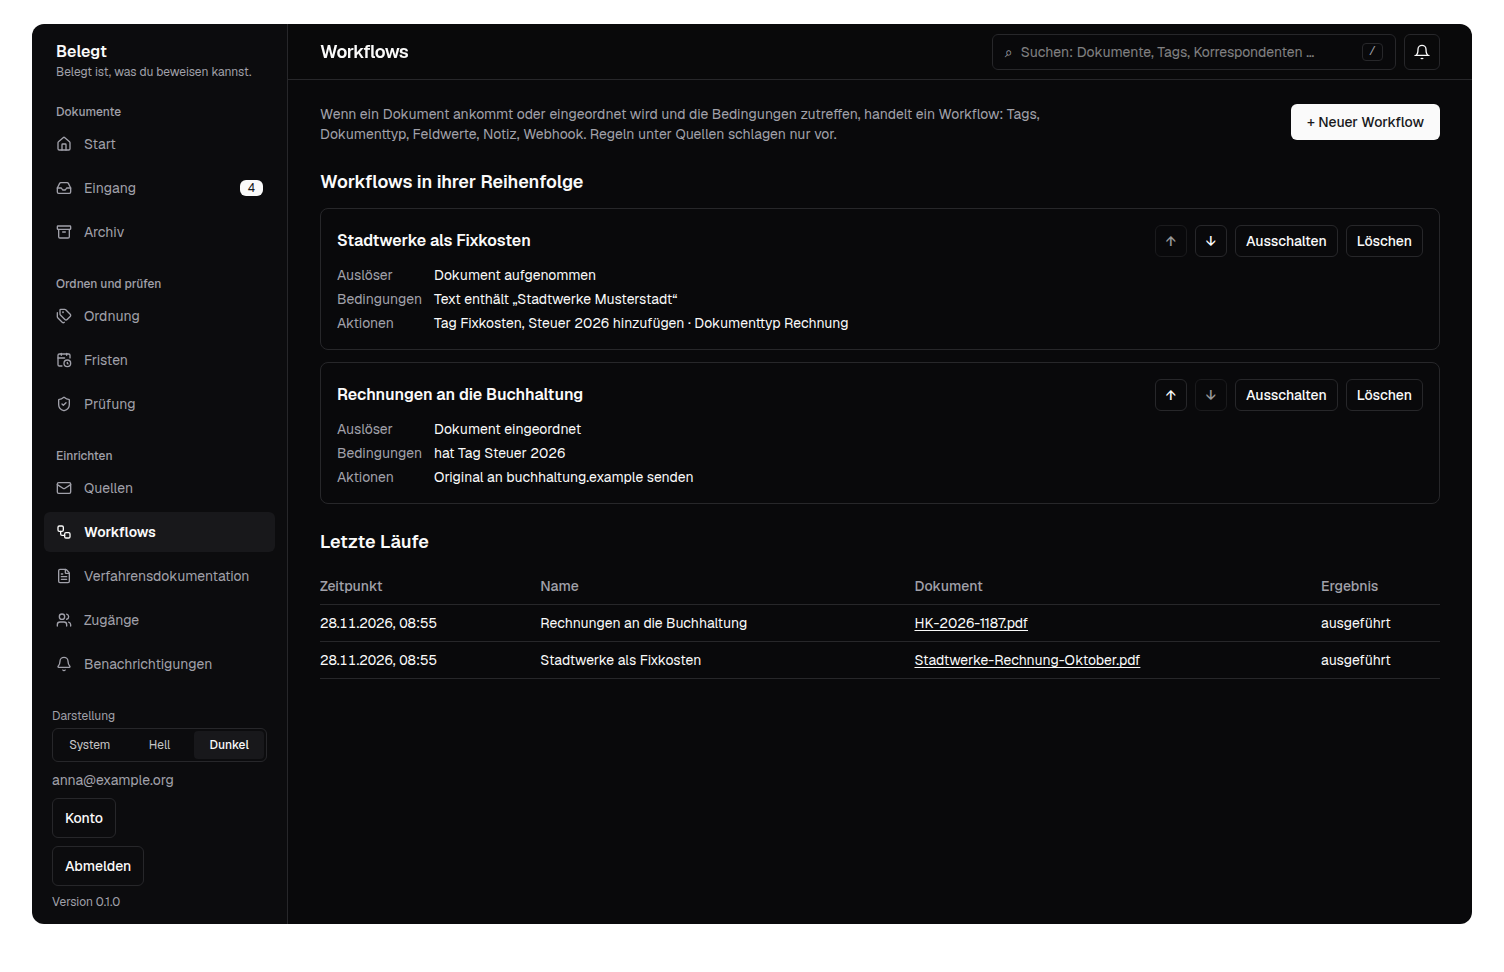 Belegt
Belegt ist, was du beweisen kannst.
Dokumente
Start
Eingang 4
Archiv
Ordnen und prüfen
Ordnung
Fristen
Prüfung
Einrichten
Quellen
Workflows
Verfahrensdokumentation
Zugänge
Benachrichtigungen
Darstellung
System Hell Dunkel
anna@example.org
Konto
Abmelden
Version 0.1.0
Workflows
Suchen: Dokumente, Tags, Korrespondenten … /
Wenn ein Dokument ankommt oder eingeordnet wird und die Bedingungen zutreffen, handelt ein Workflow: Tags,
Dokumenttyp, Feldwerte, Notiz, Webhook. Regeln unter Quellen schlagen nur vor.
+ Neuer Workflow
Workflows in ihrer Reihenfolge
Stadtwerke als Fixkosten ↑ ↓ Ausschalten Löschen
Auslöser Dokument aufgenommen
Bedingungen Text enthält „Stadtwerke Musterstadt“
Aktionen Tag Fixkosten, Steuer 2026 hinzufügen · Dokumenttyp Rechnung
Rechnungen an die Buchhaltung ↑ ↓ Ausschalten Löschen
Auslöser Dokument eingeordnet
Bedingungen hat Tag Steuer 2026
Aktionen Original an buchhaltung.example senden
Letzte Läufe
Zeitpunkt Name Dokument Ergebnis
28.11.2026, 08:55 Rechnungen an die Buchhaltung HK-2026-1187.pdf ausgeführt
28.11.2026, 08:55 Stadtwerke als Fixkosten Stadtwerke-Rechnung-Oktober.pdf ausgeführt